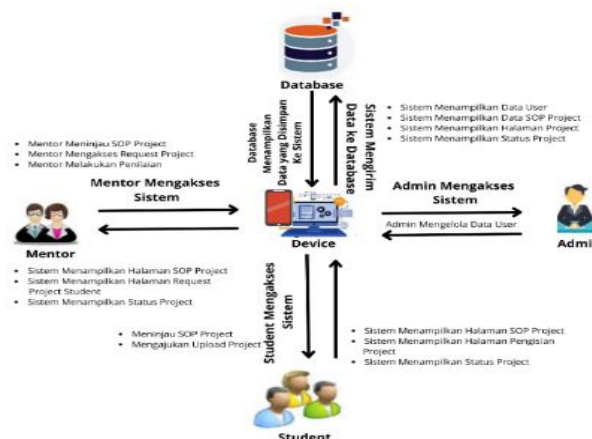 Database
Database
Menampilkan
Data yang Disimpan
Ke Sistem
Sistem Mengirim
Data ke Database
• Sistem Menampilkan Data User
• Sistem Menampilkan Data SOP Project
• Sistem Menampilkan Halaman Project
• Sistem Menampilkan Status Project
• Mentor Meninjau SOP Project
• Mentor Mengakses Request Project
• Mentor Melakukan Penilaian
Mentor Mengakses
Sistem
Admin Mengakses
Sistem
Admin Mengelola Data User
Mentor
Device
Admi
• Sistem Menampilkan Halaman SOP Project
• Sistem Menampilkan Halaman Request
Project Student
• Sistem Menampilkan Status Project
Student Mengakses
Sistem
• Meninjau SOP Project
• Mengajukan Upload Project
• Sistem Menampilkan Halaman SOP Project
• Sistem Menampilkan Halaman Pengisian
Project
• Sistem Menampilkan Status Project
Student